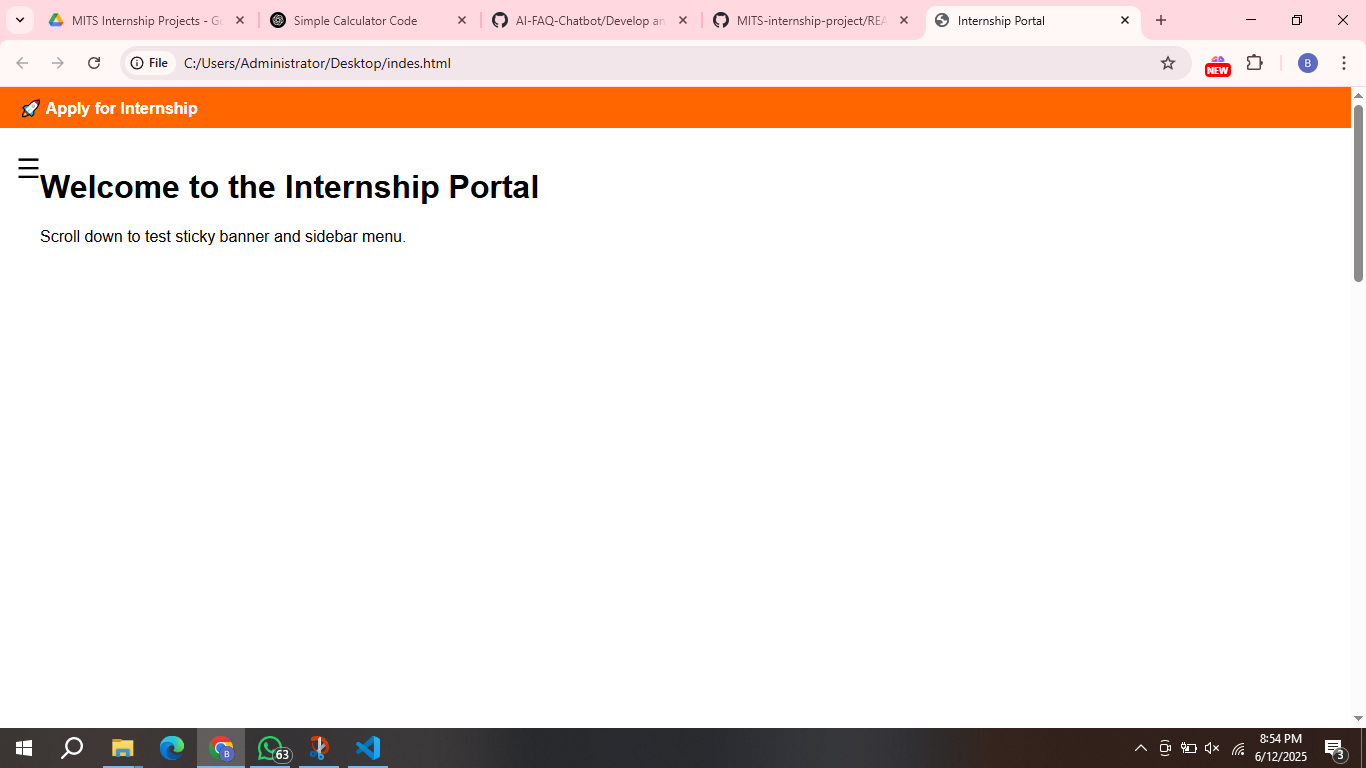 MITS Internship Projects - Go
Simple Calculator Code
AI-FAQ-Chatbot/Develop an
MITS-internship-project/REA
Internship Portal
File
C:/Users/Administrator/Desktop/indes.html
NEW
B
🚀 Apply for Internship
☰
Welcome to the Internship Portal
Scroll down to test sticky banner and sidebar menu.
B
63
8:54 PM
6/12/2025
3